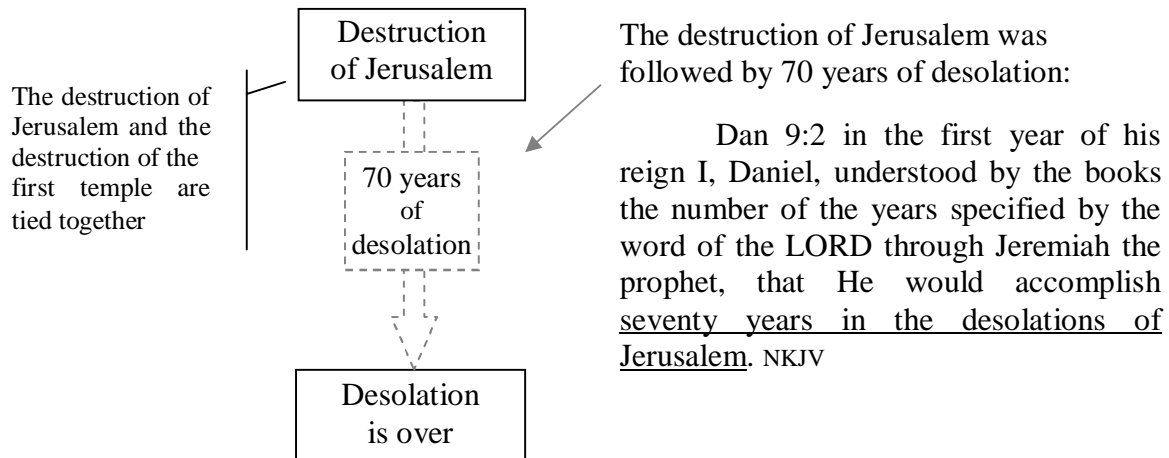 Destruction
of Jerusalem
The destruction of
Jerusalem and the
destruction of the
first temple are
tied together
70 years
of
desolation
Desolation
is over
The destruction of Jerusalem was
followed by 70 years of desolation:
Dan 9:2 in the first year of his
reign I, Daniel, understood by the books
the number of the years specified by the
word of the LORD through Jeremiah the
prophet, that He would accomplish
seventy years in the desolations of
Jerusalem. NKJV